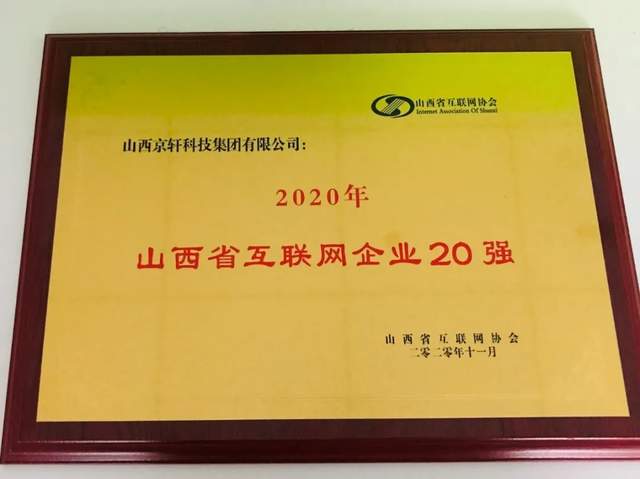 山西省互联网协会
Internet Association Of Shanxi
山西京轩科技集团有限公司：
2020年
山西省互联网企业20强
山西省互联网协会
二零二零年十一月